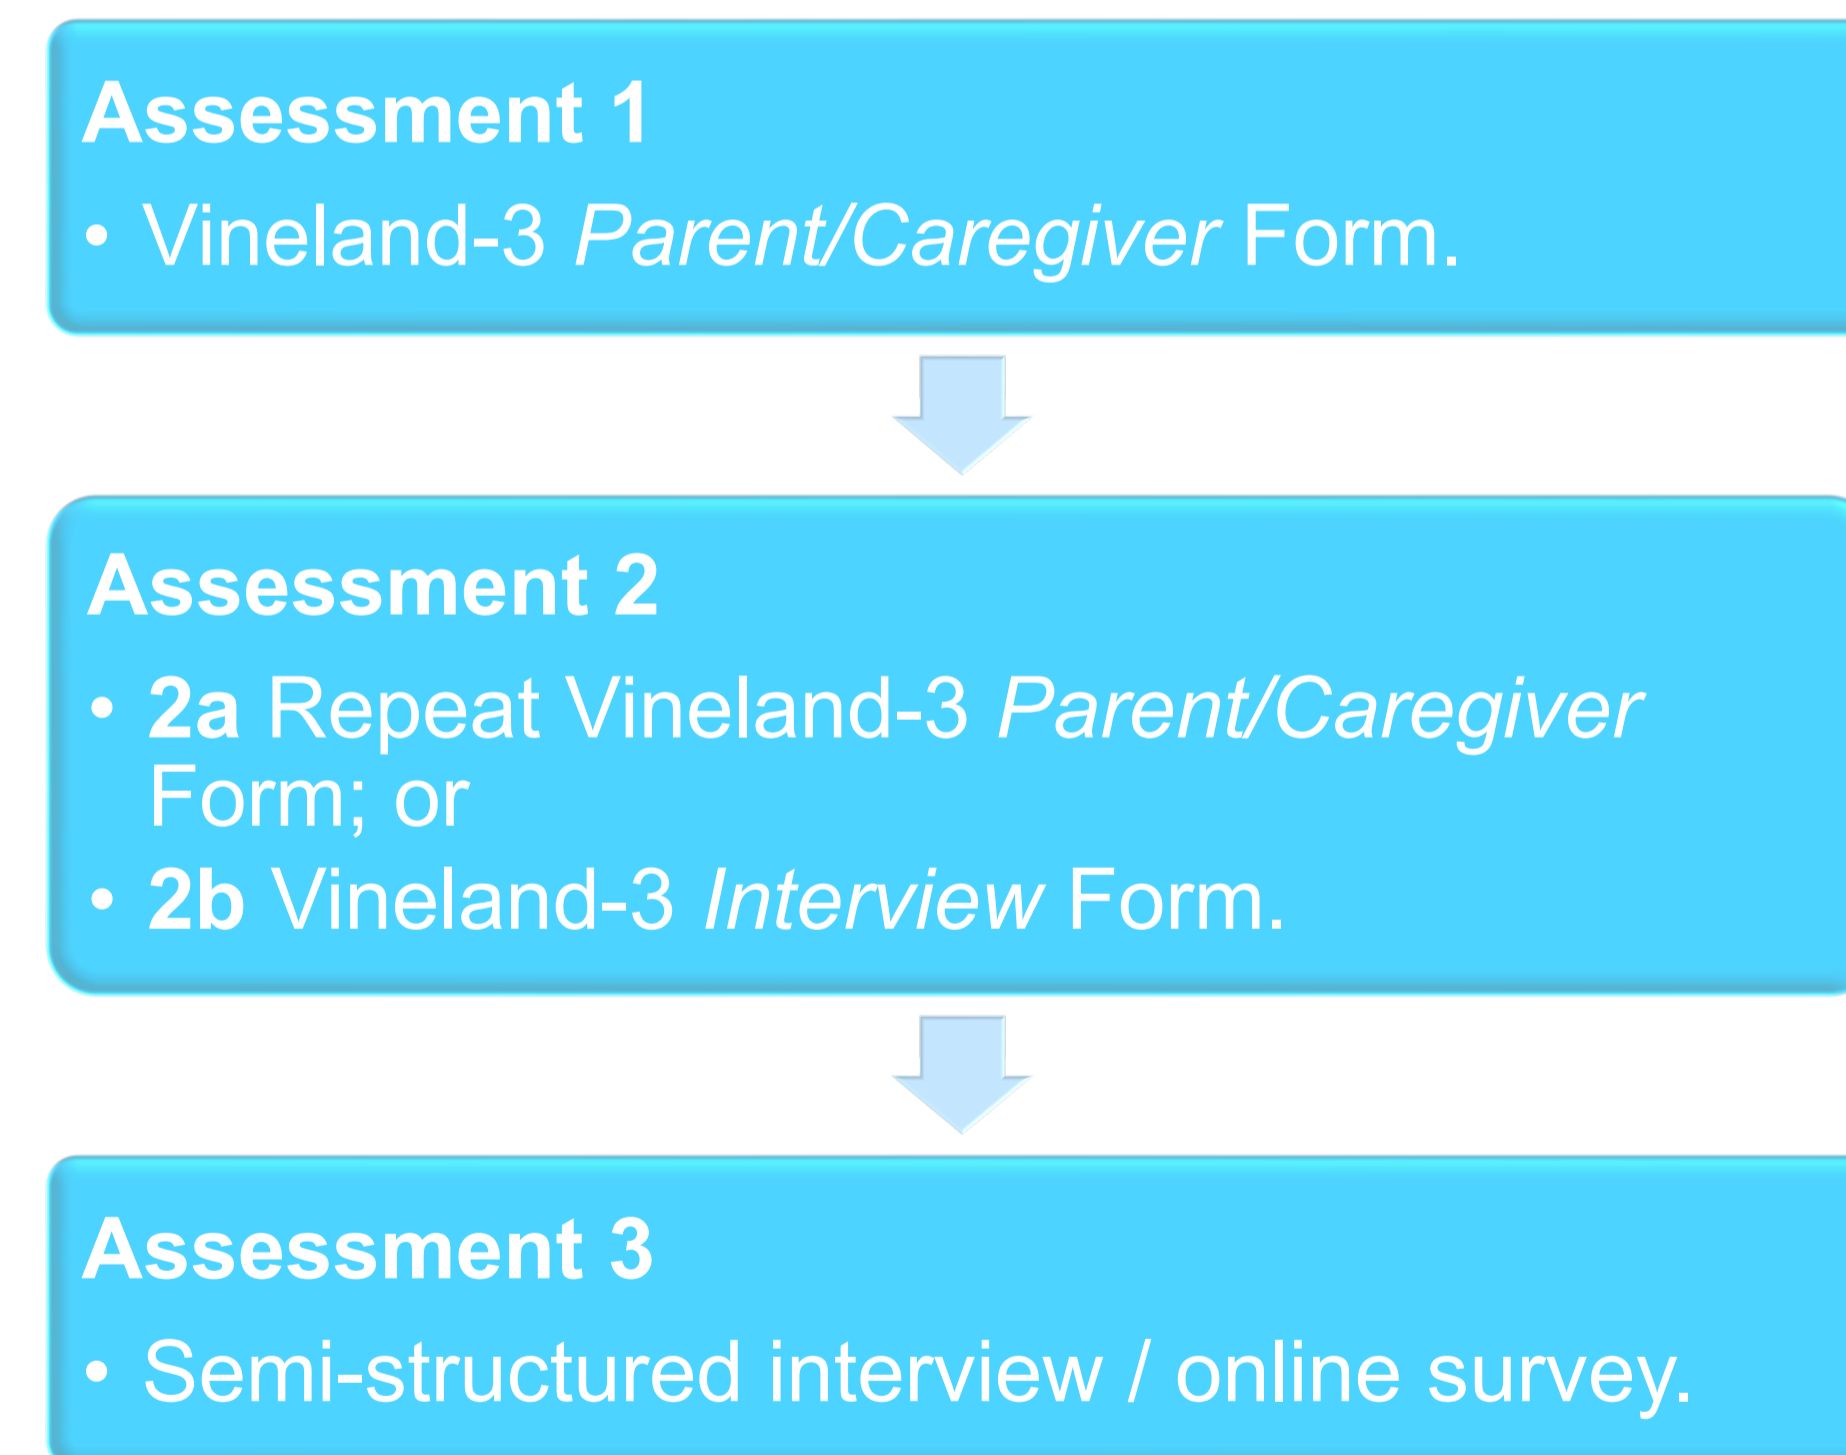 Assessment 1
• Vineland-3 Parent/Caregiver Form.
Assessment 2
• 2a Repeat Vineland-3 Parent/Caregiver
Form; or
• 2b Vineland-3 Interview Form.
Assessment 3
• Semi-structured interview / online survey.